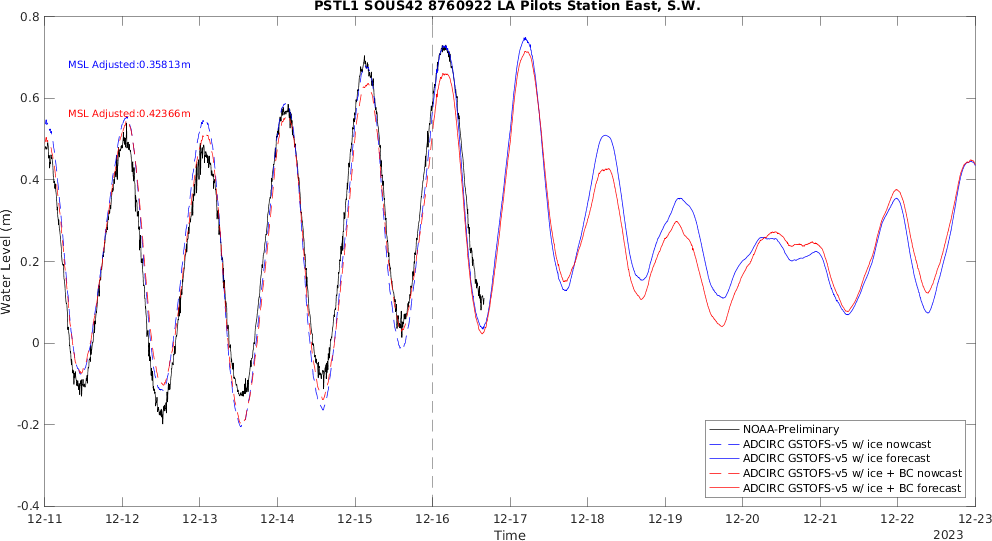 PSTL1 SOUS42 8760922 LA Pilots Station East, S.W.
0.8
0.6
0.4
0.2
0
-0.2
-0.4
Water Level (m)
MSL Adjusted:0.35813m
MSL Adjusted:0.42366m
NOAA-Preliminary
ADCIRC GSTOFS-v5 w/ ice nowcast
ADCIRC GSTOFS-v5 w/ ice forecast
ADCIRC GSTOFS-v5 w/ ice + BC nowcast
ADCIRC GSTOFS-v5 w/ ice + BC forecast
12-11 12-12 12-13 12-14 12-15 12-16 12-17 12-18 12-19 12-20 12-21 12-22 12-23
Time
2023